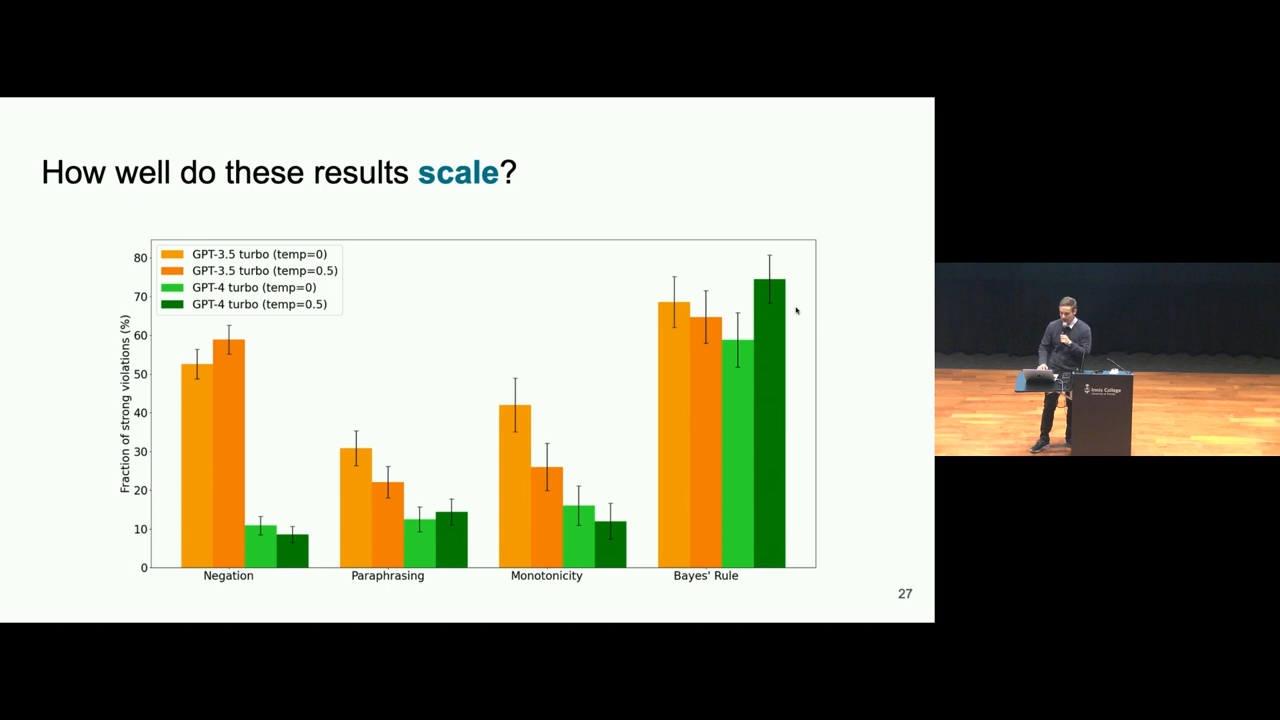 How well do these results scale?
GPT-3.5 turbo (temp=0)
GPT-3.5 turbo (temp=0.5)
GPT-4 turbo (temp=0)
GPT-4 turbo (temp=0.5)
Fraction of strong violations (%)
80
70
60
50
40
30
20
10
0
Negation
Paraphrasing
Monotonicity
Bayes' Rule
27
Innis College